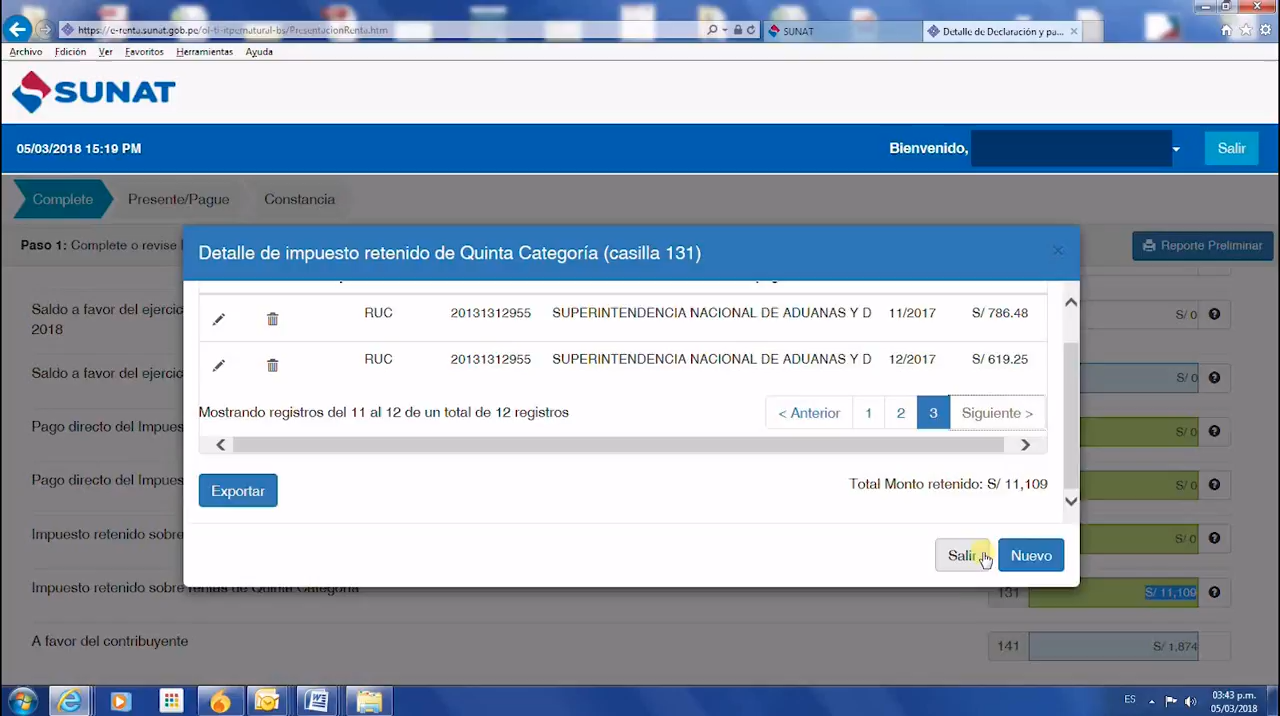 https://e-renta.sunat.gob.pe/ol-ti-itpernatural-bs/PresentacionRenta.htm
SUNAT
Detalle de Declaración y pa...
Archivo Edición Ver Favoritos Herramientas Ayuda
SUNAT
05/03/2018 15:19 PM
Bienvenido,
Salir
Complete
Presente/Pague
Constancia
Paso 1: Complete o revise
Reporte Preliminar
Detalle de impuesto retenido de Quinta Categoría (casilla 131)
RUC 20131312955 SUPERINTENDENCIA NACIONAL DE ADUANAS Y D 11/2017 S/ 786.48
RUC 20131312955 SUPERINTENDENCIA NACIONAL DE ADUANAS Y D 12/2017 S/ 619.25
Mostrando registros del 11 al 12 de un total de 12 registros
< Anterior 1 2 3 Siguiente >
Exportar
Total Monto retenido: S/ 11,109
Salir
Nuevo
Saldo a favor del ejercic
2018
S/ 0
Saldo a favor del ejercic
S/ 0
Pago directo del Impues
S/ 0
Pago directo del Impues
S/ 0
Impuesto retenido sobre
S/ 0
Impuesto retenido sobre rentas de Quinta Categoría
131 S/ 11,109
A favor del contribuyente
141 S/ 1,874
ES
03:43 p.m.
05/03/2018